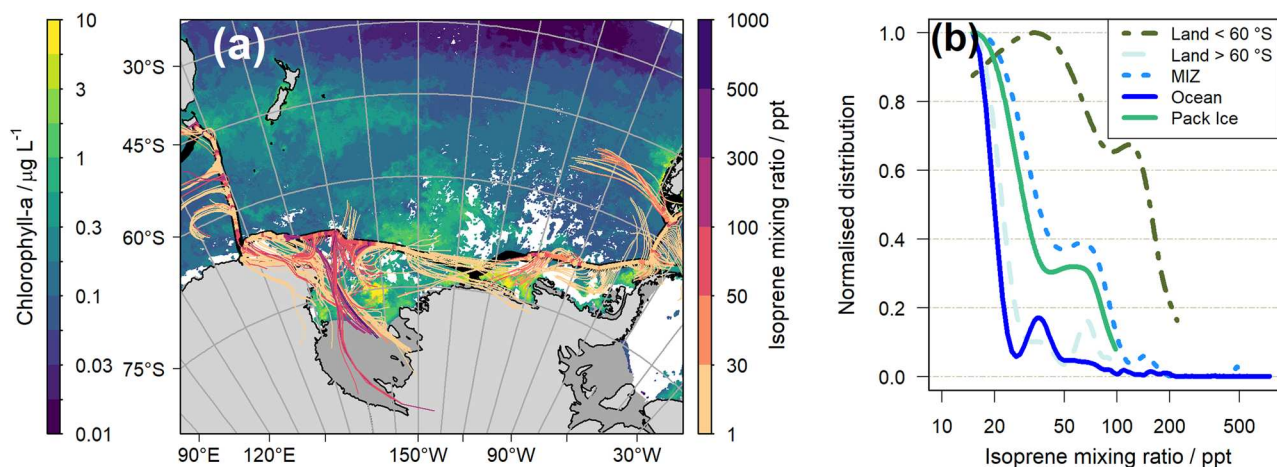 (a)
Chlorophyll-a / μg L⁻¹
10
3
1
0.3
0.1
0.03
0.01
30°S
45°S
60°S
75°S
90°E
120°E
150°W
90°W
30°W
Isoprene mixing ratio / ppt
1000
500
300
100
50
30
1
(b)
Land < 60 °S
Land > 60 °S
MIZ
Ocean
Pack Ice
Normalised distribution
1.0
0.8
0.6
0.4
0.2
0.0
10
20
50
100
200
500
Isoprene mixing ratio / ppt